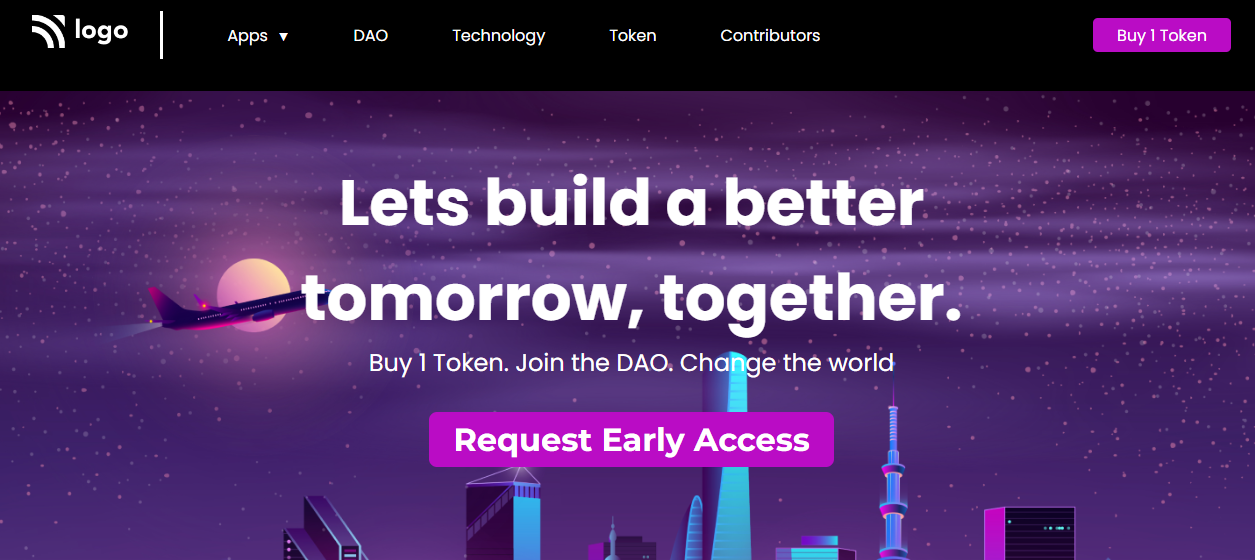 logo
Apps ▼
DAO
Technology
Token
Contributors
Buy 1 Token
Lets build a better
tomorrow, together.
Buy 1 Token. Join the DAO. Change the world
Request Early Access